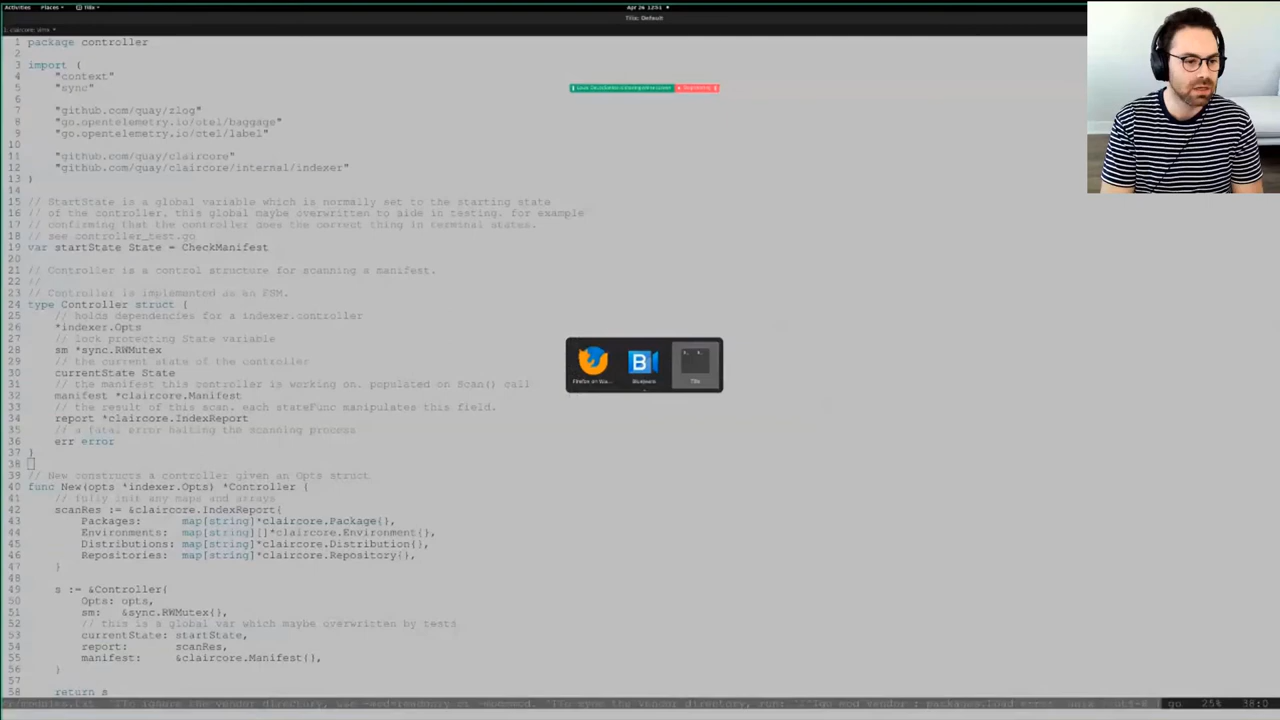 Activities Places Tilix Apr 26 12:51
Tilix: Default
1 package controller
2
3 import (
4 "context"
5 "sync"
6
7 "github.com/quay/zlog"
8 "go.opentelemetry.io/otel/baggage"
9 "go.opentelemetry.io/otel/label"
10
11 "github.com/quay/claircore"
12 "github.com/quay/claircore/internal/indexer"
13 )
14
15 // StartState is a global variable which is normally set to the starting state
16 // of the controller. this global maybe overwritten to aide in testing. for example
17 // confirming that the controller does the correct thing in terminal states.
18 // see controller_test.go
19 var startState State = CheckManifest
20
21 // Controller is a control structure for scanning a manifest.
22 //
23 // Controller is implemented as an FSM.
24 type Controller struct {
25 // holds dependencies for a indexer.controller
26 *indexer.Opts
27 // lock protecting State variable
28 sm *sync.RWMutex
29 // the current state of the controller
30 currentState State
31 // the manifest this controller is working on. populated on Scan() call
32 manifest *claircore.Manifest
33 // the result of this scan. each stateFunc manipulates this field.
34 report *claircore.IndexReport
35 // a fatal error halting the scanning process
36 err error
37 }
38
39 // New constructs a controller given an Opts struct
40 func New(opts *indexer.Opts) *Controller {
41 // fully init any maps and arrays
42 scanRes := &claircore.IndexReport{
43 Packages: map[string]*claircore.Package{},
44 Environments: map[string][]*claircore.Environment{},
45 Distributions: map[string]*claircore.Distribution{},
46 Repositories: map[string]*claircore.Repository{},
47 }
48
49 s := &Controller{
50 Opts: opts,
51 sm: &sync.RWMutex{},
52 // this is a global var which maybe overwritten by tests
53 currentState: startState,
54 report: scanRes,
55 manifest: &claircore.Manifest{},
56 }
57
58 return s
Firefox on Wa... BlueJeans Tilix
B
go 25% 38:0